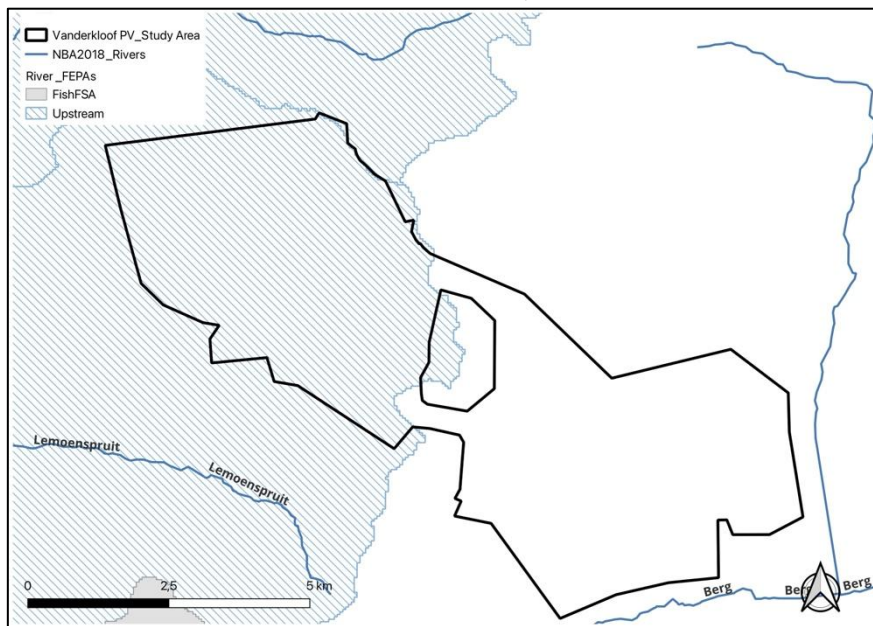 Vanderkloof PV_Study Area
NBA2018_Rivers
River _FEPAs
FishFSA
Upstream
Lemoenspruit
Lemoenspruit
0
2,5
5 km
Berg
Berg
Berg